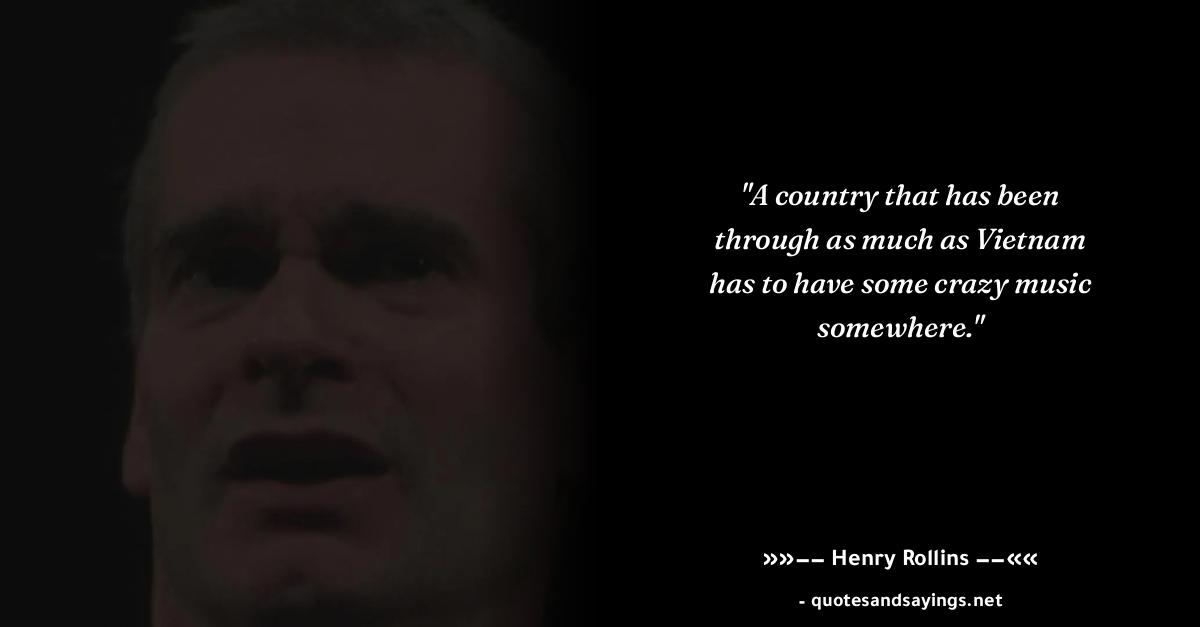 "A country that has been
through as much as Vietnam
has to have some crazy music
somewhere."
»»–– Henry Rollins ––««
- quotesandsayings.net